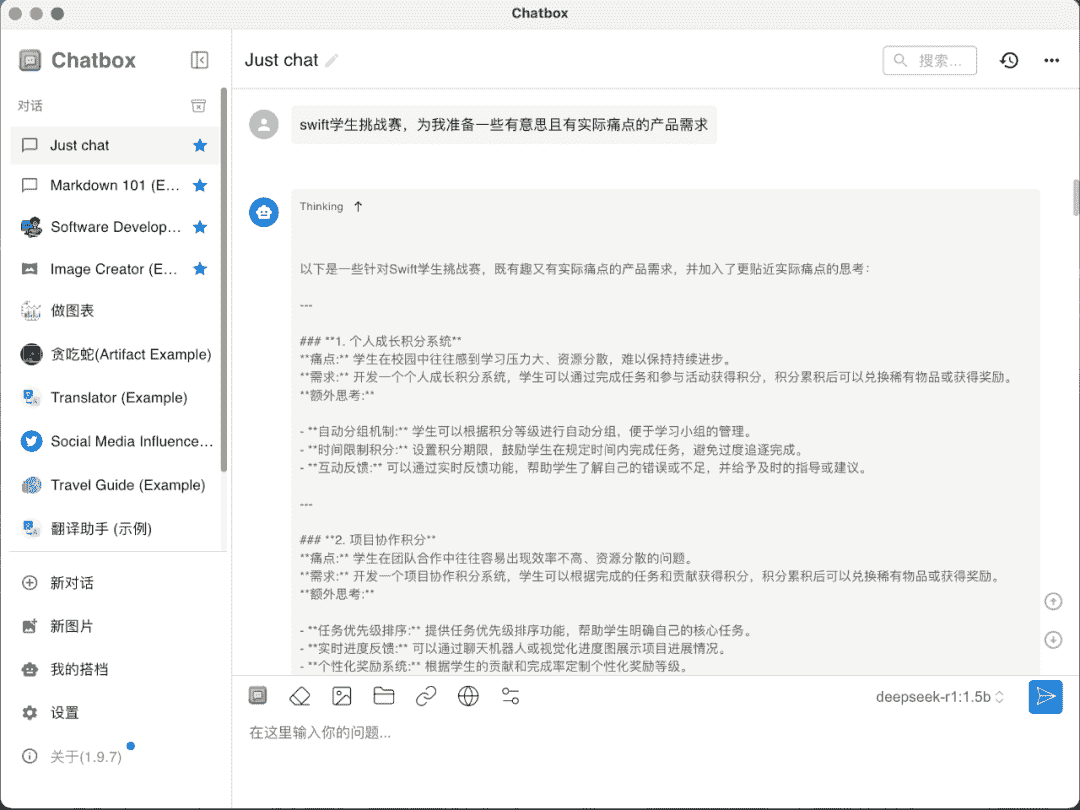 Chatbox
Chatbox
对话
Just chat
Markdown 101 (E...
Software Develop...
Image Creator (E...
做图表
贪吃蛇(Artifact Example)
Translator (Example)
Social Media Influence...
Travel Guide (Example)
翻译助手 (示例)
新对话
新图片
我的搭档
设置
关于(1.9.7)
Just chat
搜索...
swift学生挑战赛，为我准备一些有意思且有实际痛点的产品需求
Thinking
以下是一些针对Swift学生挑战赛，既有趣又有实际痛点的产品需求，并加入了更贴近实际痛点的思考：
---
### **1. 个人成长积分系统**
**痛点:** 学生在校园中往往感到学习压力大、资源分散，难以保持持续进步。
**需求:** 开发一个个人成长积分系统，学生可以通过完成任务和参与活动获得积分，积分累积后可以兑换稀有物品或获得奖励。
**额外思考:**
- **自动分组机制:** 学生可以根据积分等级进行自动分组，便于学习小组的管理。
- **时间限制积分:** 设置积分期限，鼓励学生在规定时间内完成任务，避免过度追逐完成。
- **互动反馈:** 可以通过实时反馈功能，帮助学生了解自己的错误或不足，并给予及时的指导或建议。
---
### **2. 项目协作积分**
**痛点:** 学生在团队合作中往往容易出现效率不高、资源分散的问题。
**需求:** 开发一个项目协作积分系统，学生可以根据完成的任务和贡献获得积分，积分累积后可以兑换稀有物品或获得奖励。
**额外思考:**
- **任务优先级排序:** 提供任务优先级排序功能，帮助学生明确自己的核心任务。
- **实时进度反馈:** 可以通过聊天机器人或视觉化进度图展示项目进展情况。
- **个性化奖励系统:** 根据学生的贡献和完成率定制个性化奖励等级。
deepseek-r1:1.5b
在这里输入你的问题...